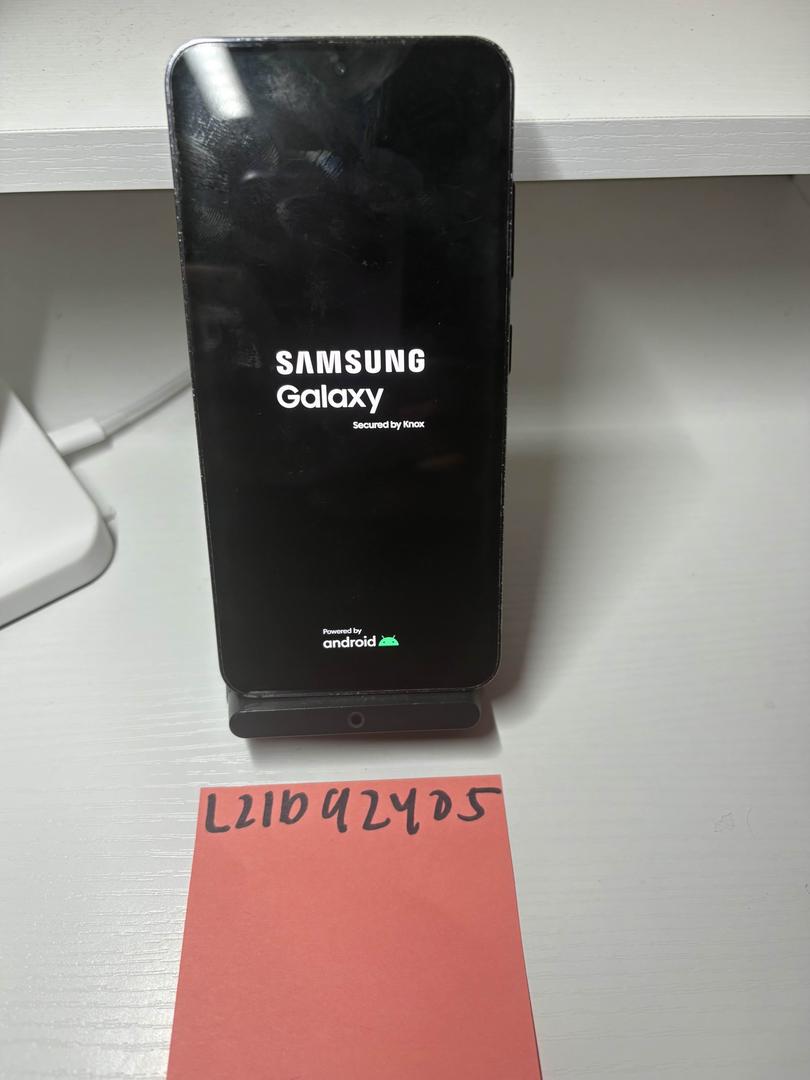 SAMSUNG
Galaxy
Secured by Knox
Powered by
android
L21D92405